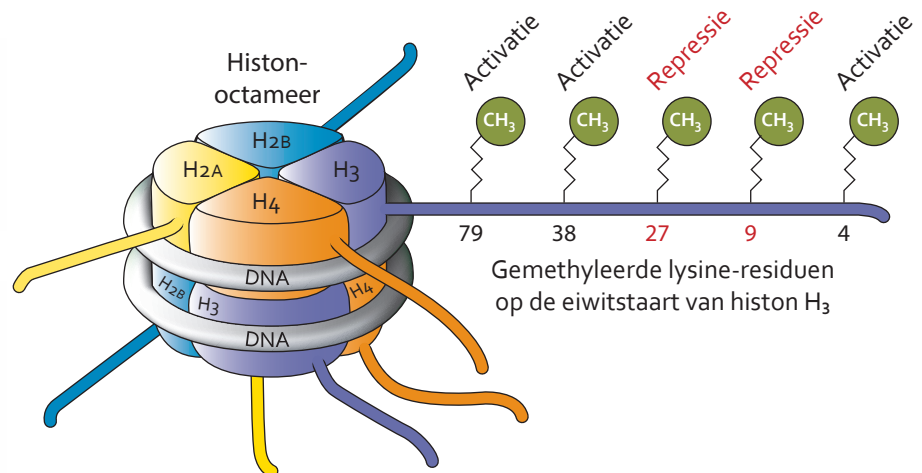 Histon-
octameer
Activatie
Activatie
Repressie
Repressie
Activatie
CH₃
CH₃
CH₃
CH₃
CH₃
H2B
H2A
H3
H4
79
38
27
9
4
DNA
H2B
H3
H4
DNA
Gemethyleerde lysine-residuen
op de eiwitstaart van histon H₃